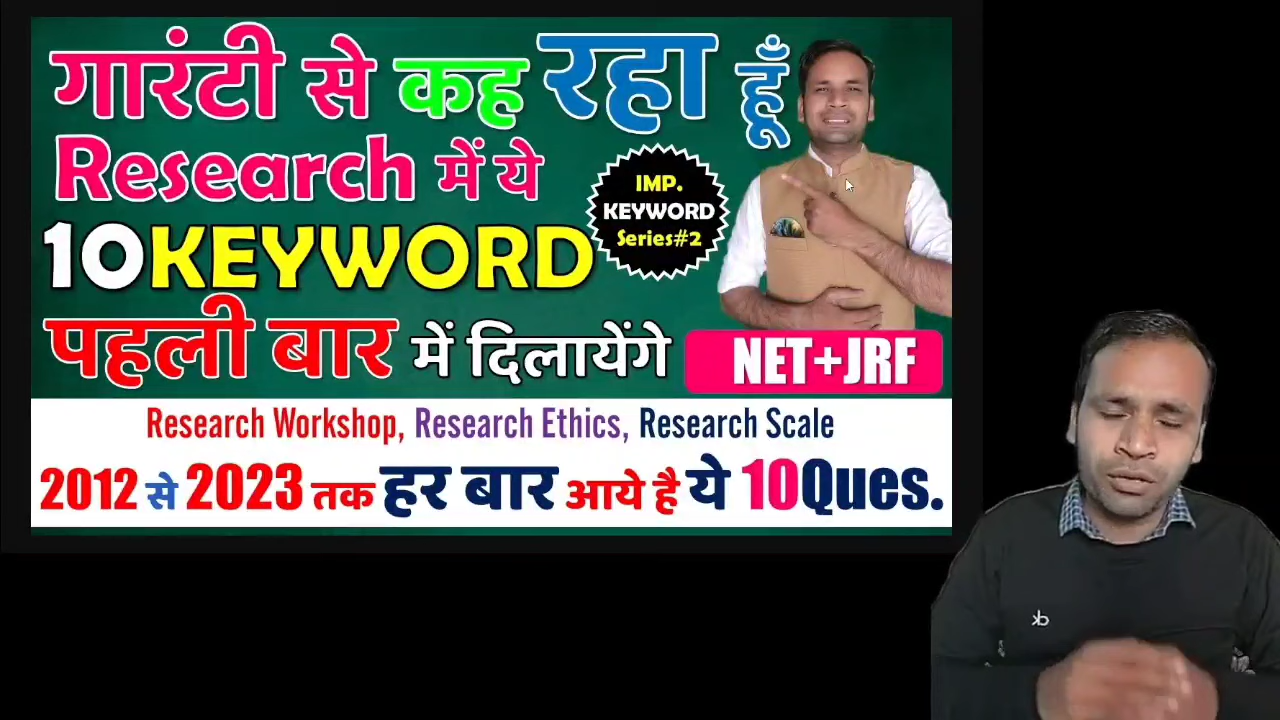 गारंटी से कह रहा हूँ
Research में ये
10KEYWORD
IMP.
KEYWORD
Series#2
पहली बार में दिलायेंगे NET+JRF
Research Workshop, Research Ethics, Research Scale
2012 से 2023 तक हर बार आये है ये 10Ques.